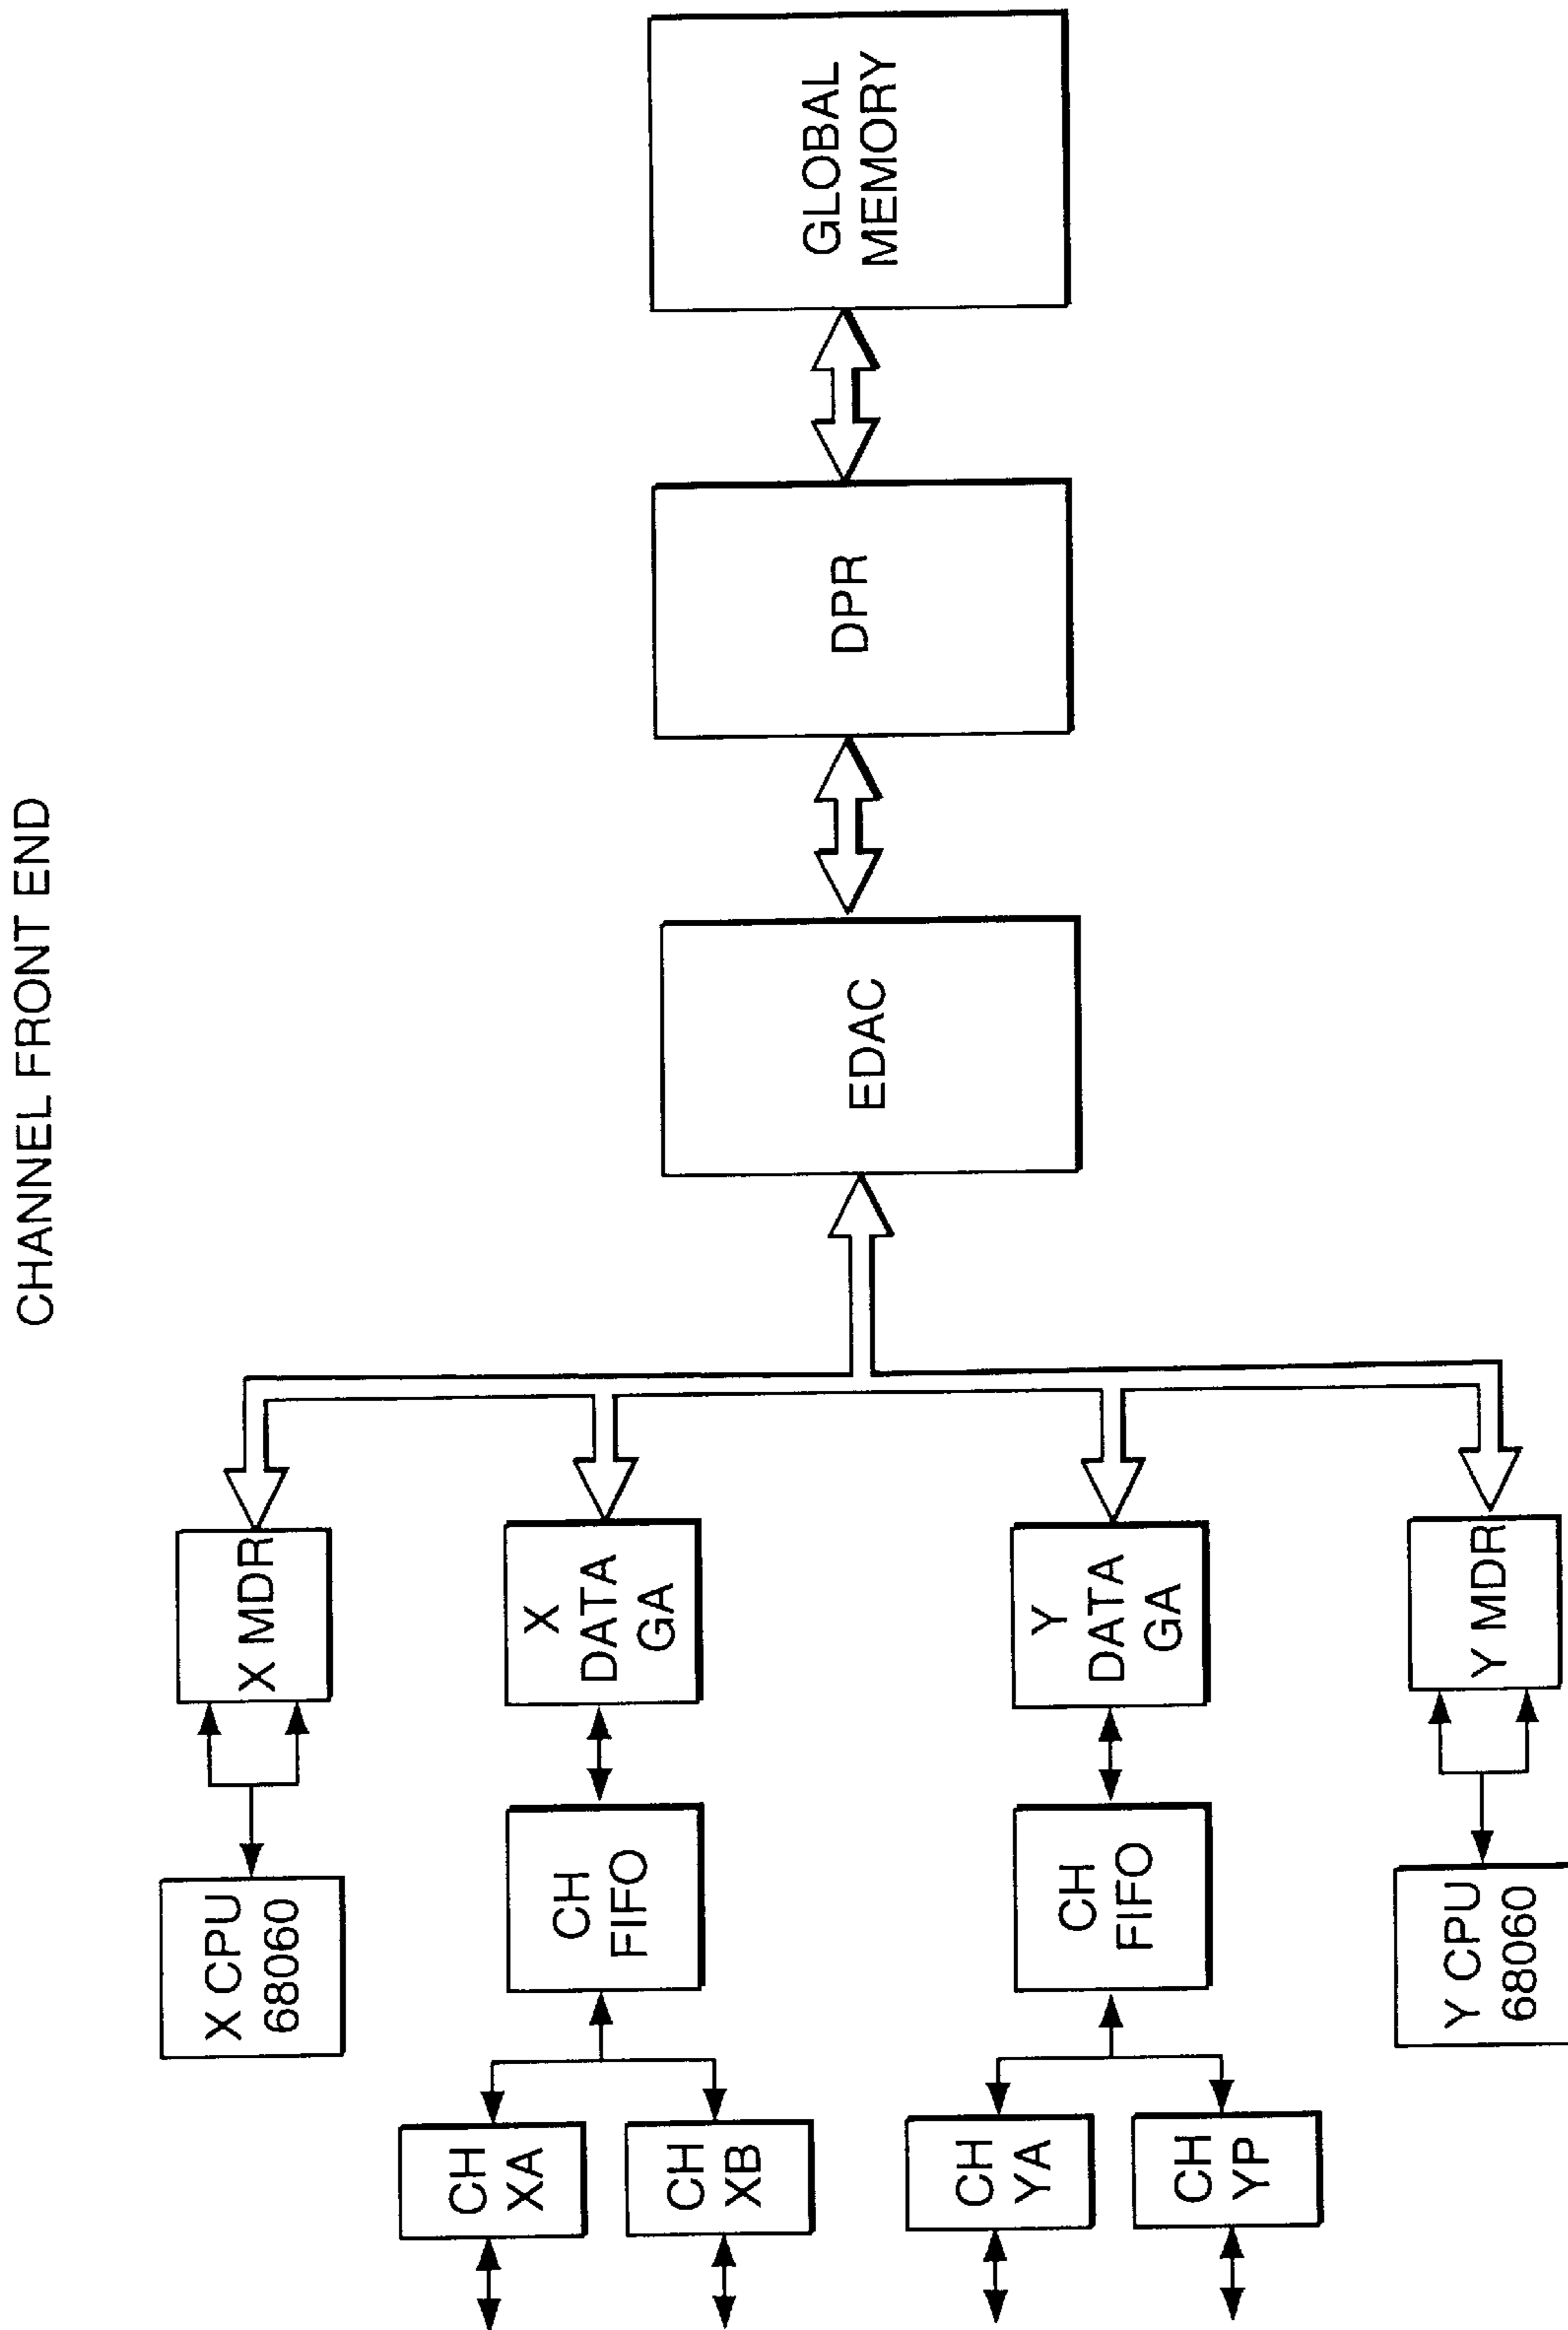 CHANNEL FRONT END
X CPU
68060
X MDR
CH
XA
CH
XB
CH
FIFO
X
DATA
GA
EDAC
DPR
GLOBAL
MEMORY
CH
YA
CH
YP
CH
FIFO
Y
DATA
GA
Y CPU
68060
Y MDR